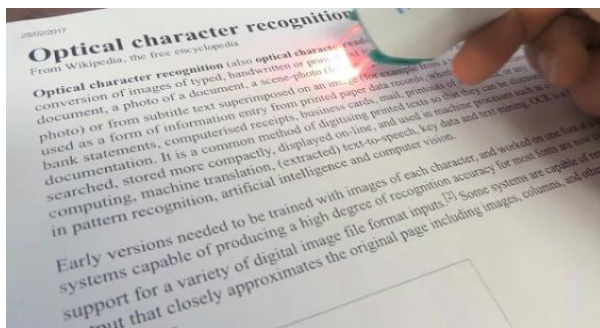 28/02/2017
Optical character recognition
From Wikipedia, the free encyclopedia
Optical character recognition (also optical character
conversion of images of typed, handwritten or
document, a photo of a document, a scene-photo
photo) or from subtitle text superimposed on an image (for example from a
used as a form of information entry from printed paper data records,
bank statements, computerised receipts, business cards, mail, printouts of
documentation. It is a common method of digitising printed texts so that they can be
searched, stored more compactly, displayed on-line, and used in machine processes such as
computing, machine translation, (extracted) text-to-speech, key data and text mining. OCR is a
in pattern recognition, artificial intelligence and computer vision.
Early versions needed to be trained with images of each character, and worked on one font at
systems capable of producing a high degree of recognition accuracy for most fonts are now
support for a variety of digital image file format inputs.[2] Some systems are capable of
that closely approximates the original page including images, columns, and